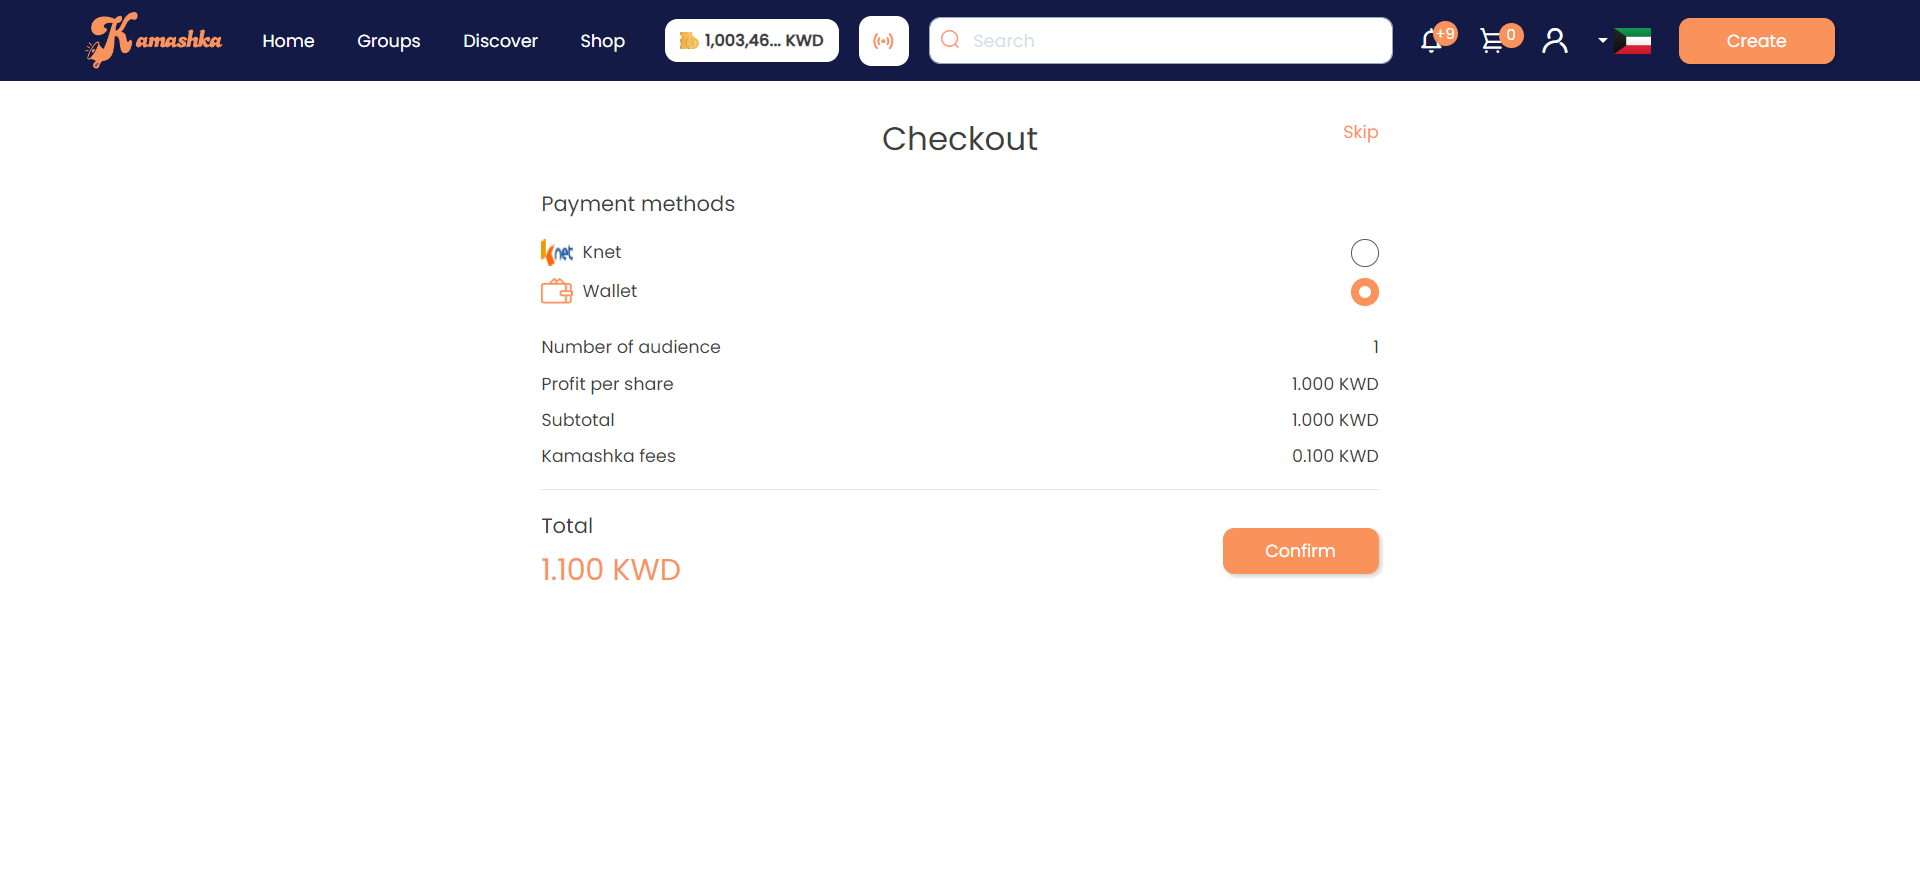 Kamashka Home Groups Discover Shop 1,003,46... KWD Search +9 0 Create
Checkout Skip
Payment methods
Knet Knet
Wallet
Number of audience 1
Profit per share 1.000 KWD
Subtotal 1.000 KWD
Kamashka fees 0.100 KWD
Total
1.100 KWD Confirm